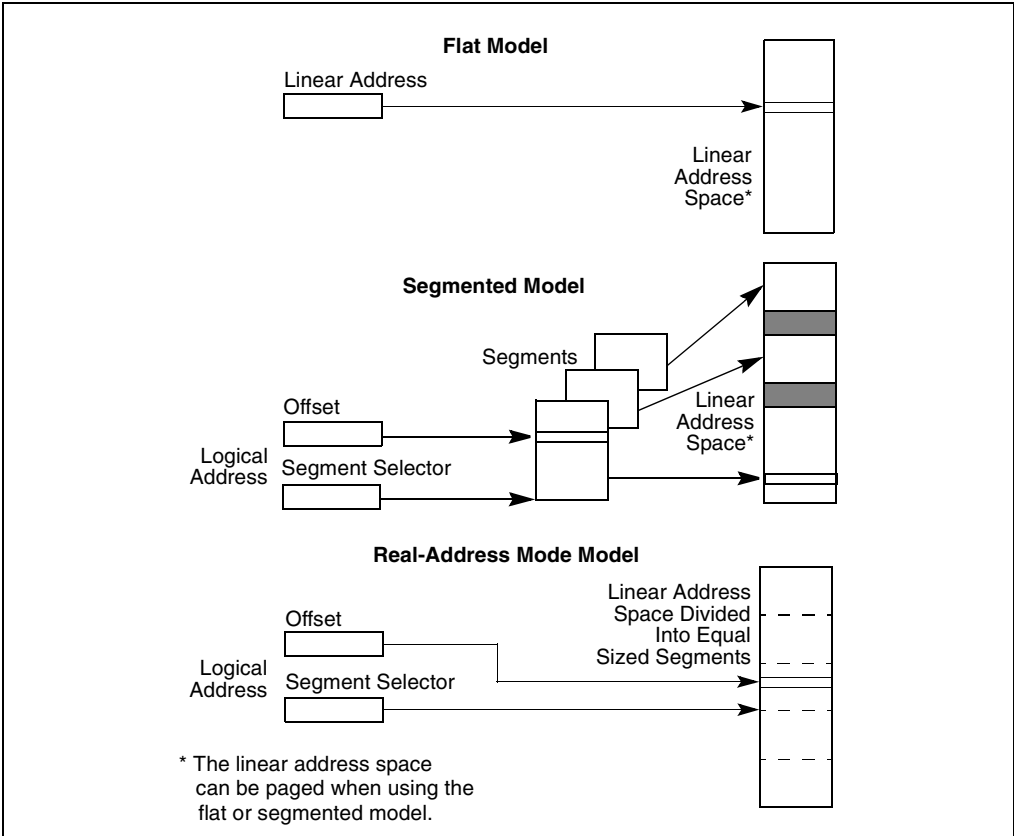 Flat Model
Linear Address
Linear
Address
Space*
Segmented Model
Segments
Linear
Address
Space*
Offset
Logical
Address
Segment Selector
Real-Address Mode Model
Linear Address
Space Divided
Into Equal
Sized Segments
Offset
Logical
Address
Segment Selector
* The linear address space
can be paged when using the
flat or segmented model.